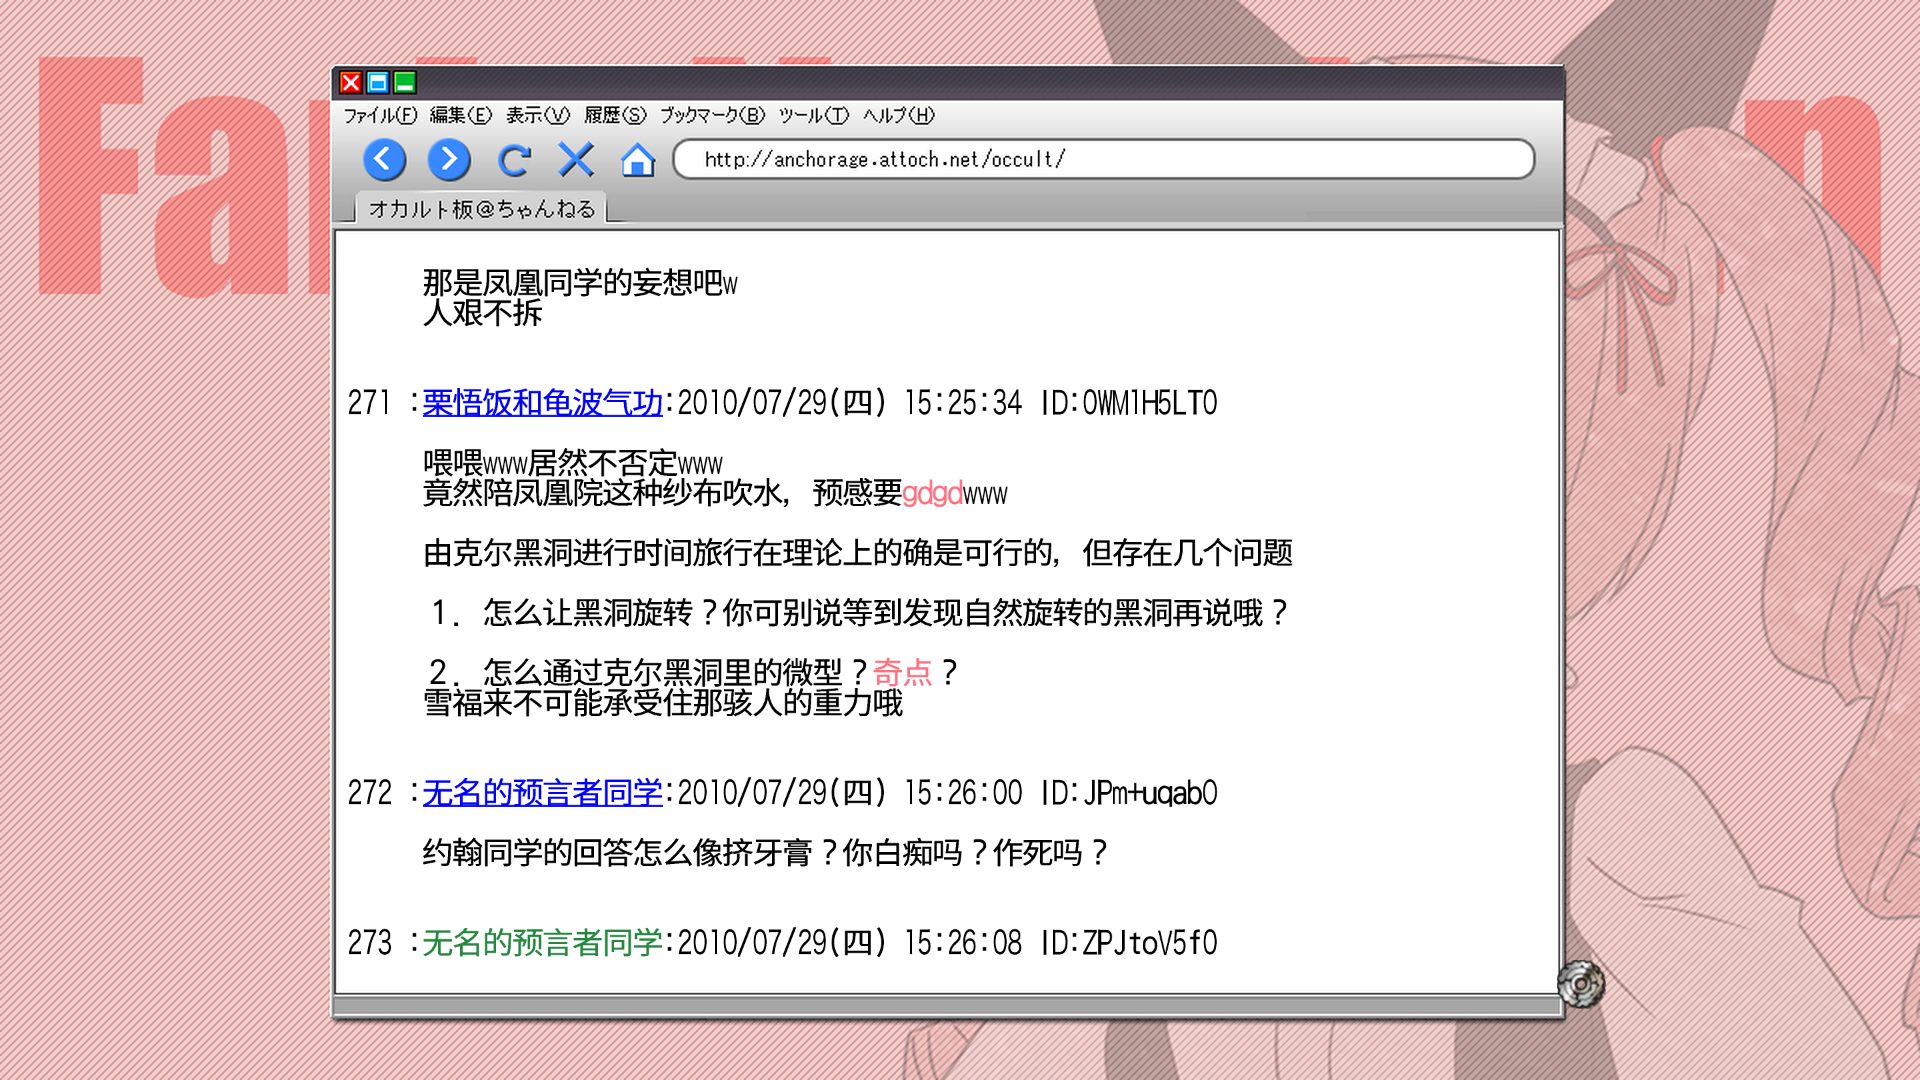 ファイル(F) 編集(E) 表示(V) 履歴(S) ブックマーク(B) ツール(T) ヘルプ(H)
http://anchorage.attoch.net/occult/
オカルト板@ちゃんねる
那是凤凰同学的妄想吧w
人艰不拆
271 :栗悟饭和龟波气功:2010/07/29(四) 15:25:34 ID:0WM1H5LT0
喂喂www居然不否定www
竟然陪凤凰院这种纱布吹水，预感要gdgdwww
由克尔黑洞进行时间旅行在理论上的确是可行的，但存在几个问题
1．怎么让黑洞旋转？你可别说等到发现自然旋转的黑洞再说哦？
2．怎么通过克尔黑洞里的微型？奇点？
雪福来不可能承受住那骇人的重力哦
272 :无名的预言者同学:2010/07/29(四) 15:26:00 ID:JPm+uqab0
约翰同学的回答怎么像挤牙膏？你白痴吗？作死吗？
273 :无名的预言者同学:2010/07/29(四) 15:26:08 ID:ZPJtoV5f0